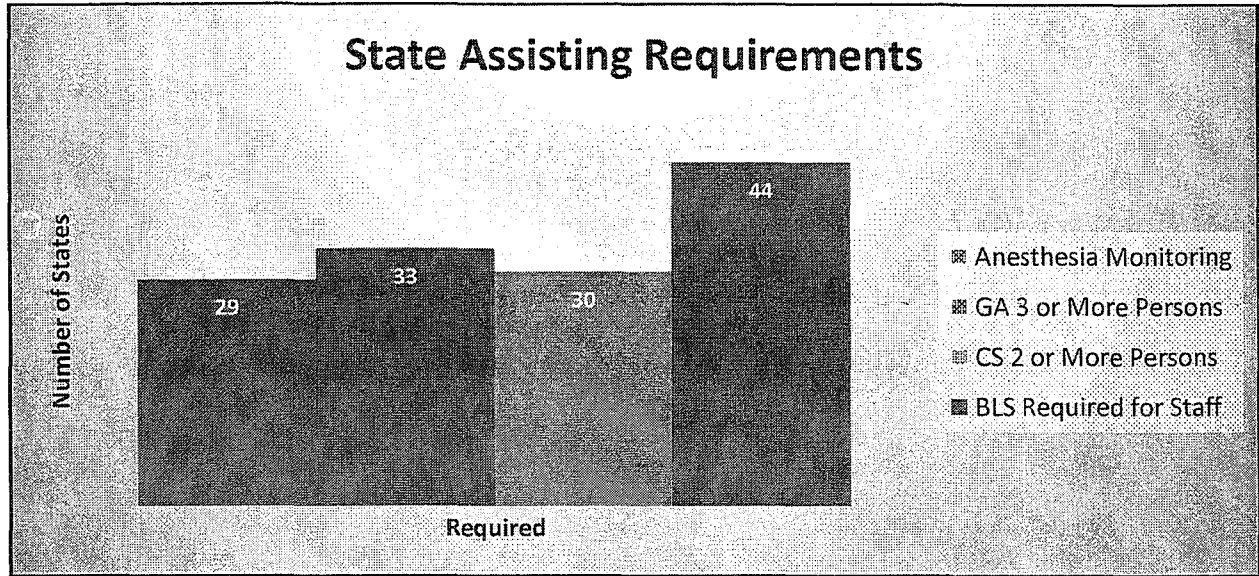 State Assisting Requirements
Number of States
29
33
30
44
Required
Anesthesia Monitoring
GA 3 or More Persons
CS 2 or More Persons
BLS Required for Staff